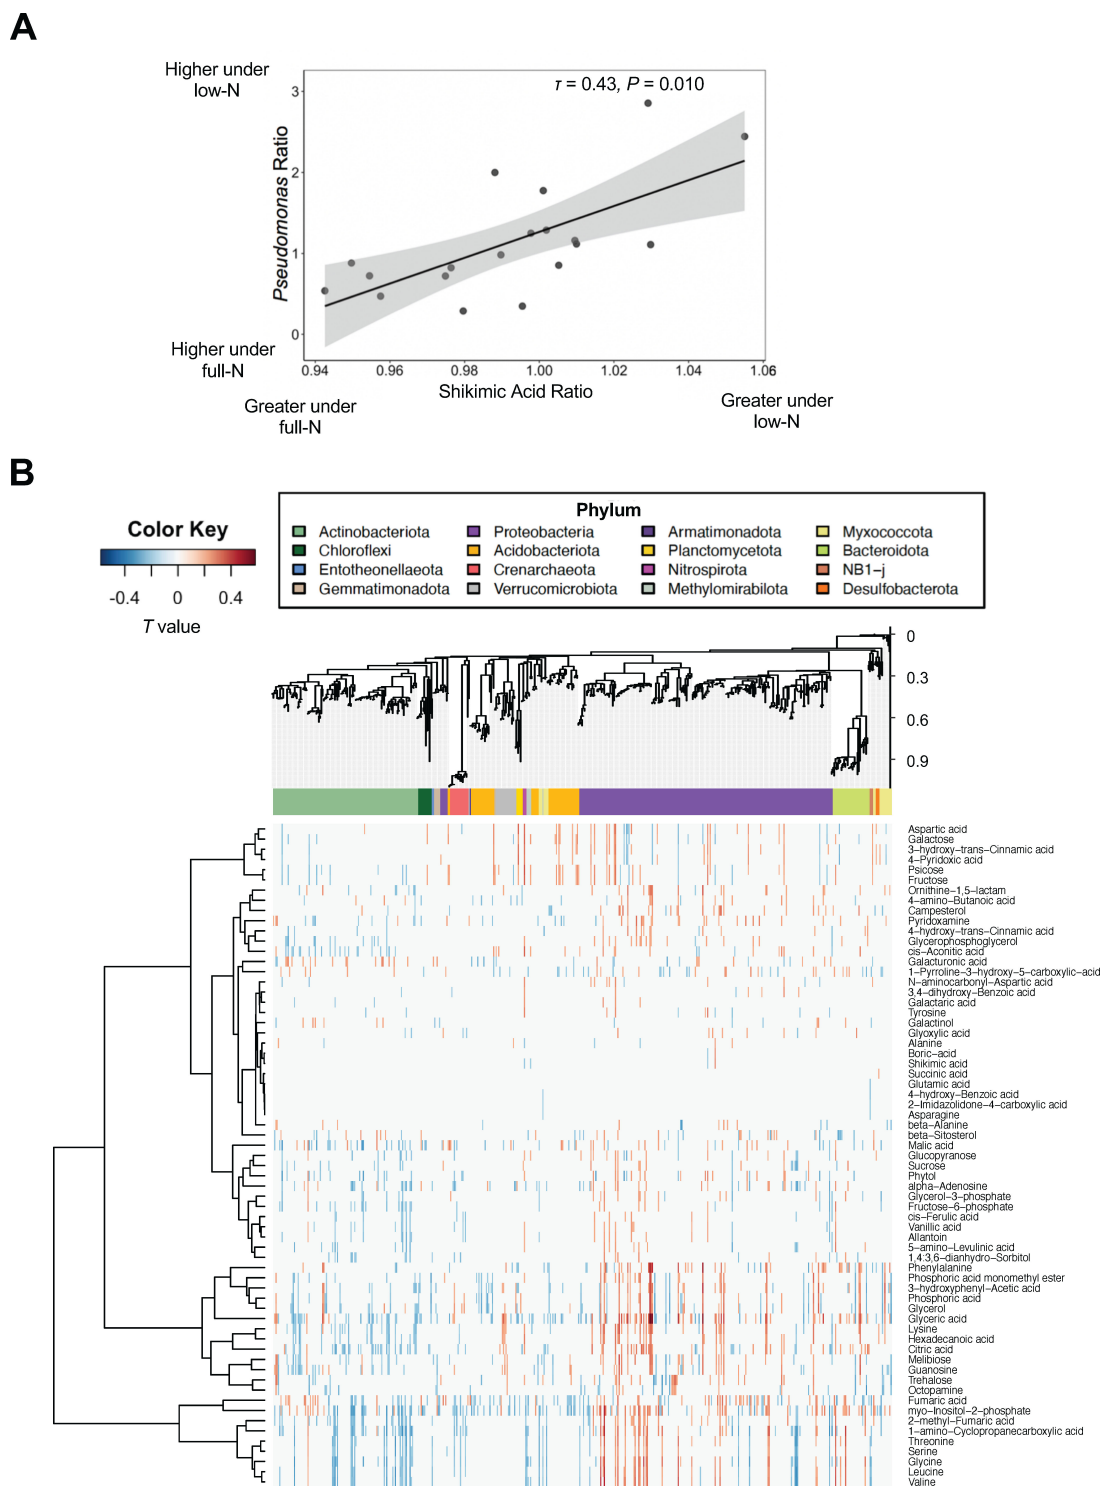 A
Higher under
low-N
τ = 0.43, P = 0.010
3
2
1
0
Pseudomonas Ratio
Higher under
full-N
0.94 0.96 0.98 1.00 1.02 1.04 1.06
Shikimic Acid Ratio
Greater under
full-N
Greater under
low-N
B
Color Key
-0.4 0 0.4
T value
Phylum
Actinobacteriota Proteobacteria Armatimonadota Myxococcota
Chloroflexi Acidobacteriota Planctomycetota Bacteroidota
Entotheonellaeota Crenarchaeota Nitrospirota NB1−j
Gemmatimonadota Verrucomicrobiota Methylomirabilota Desulfobacterota
0
0.3
0.6
0.9
Aspartic acid
Galactose
3−hydroxy−trans−Cinnamic acid
4−Pyridoxic acid
Psicose
Fructose
Ornithine−1,5−lactam
4−amino−Butanoic acid
Campesterol
Pyridoxamine
4−hydroxy−trans−Cinnamic acid
Glycerophosphoglycerol
cis−Aconitic acid
Galacturonic acid
1−Pyrroline−3−hydroxy−5−carboxylic−acid
N−aminocarbonyl−Aspartic acid
3,4−dihydroxy−Benzoic acid
Galactaric acid
Tyrosine
Galactinol
Glyoxylic acid
Alanine
Boric−acid
Shikimic acid
Succinic acid
Glutamic acid
4−hydroxy−Benzoic acid
2−Imidazolidone−4−carboxylic acid
Asparagine
beta−Alanine
beta−Sitosterol
Malic acid
Glucopyranose
Sucrose
Phytol
alpha−Adenosine
Glycerol−3−phosphate
Fructose−6−phosphate
cis−Ferulic acid
Vanillic acid
Allantoin
5−amino−Levulinic acid
1,4:3,6−dianhydro−Sorbitol
Phenylalanine
Phosphoric acid monomethyl ester
3−hydroxyphenyl−Acetic acid
Phosphoric acid
Glycerol
Glyceric acid
Lysine
Hexadecanoic acid
Citric acid
Melibiose
Guanosine
Trehalose
Octopamine
Fumaric acid
myo−Inositol−2−phosphate
2−methyl−Fumaric acid
1−amino−Cyclopropanecarboxylic acid
Threonine
Serine
Glycine
Leucine
Valine